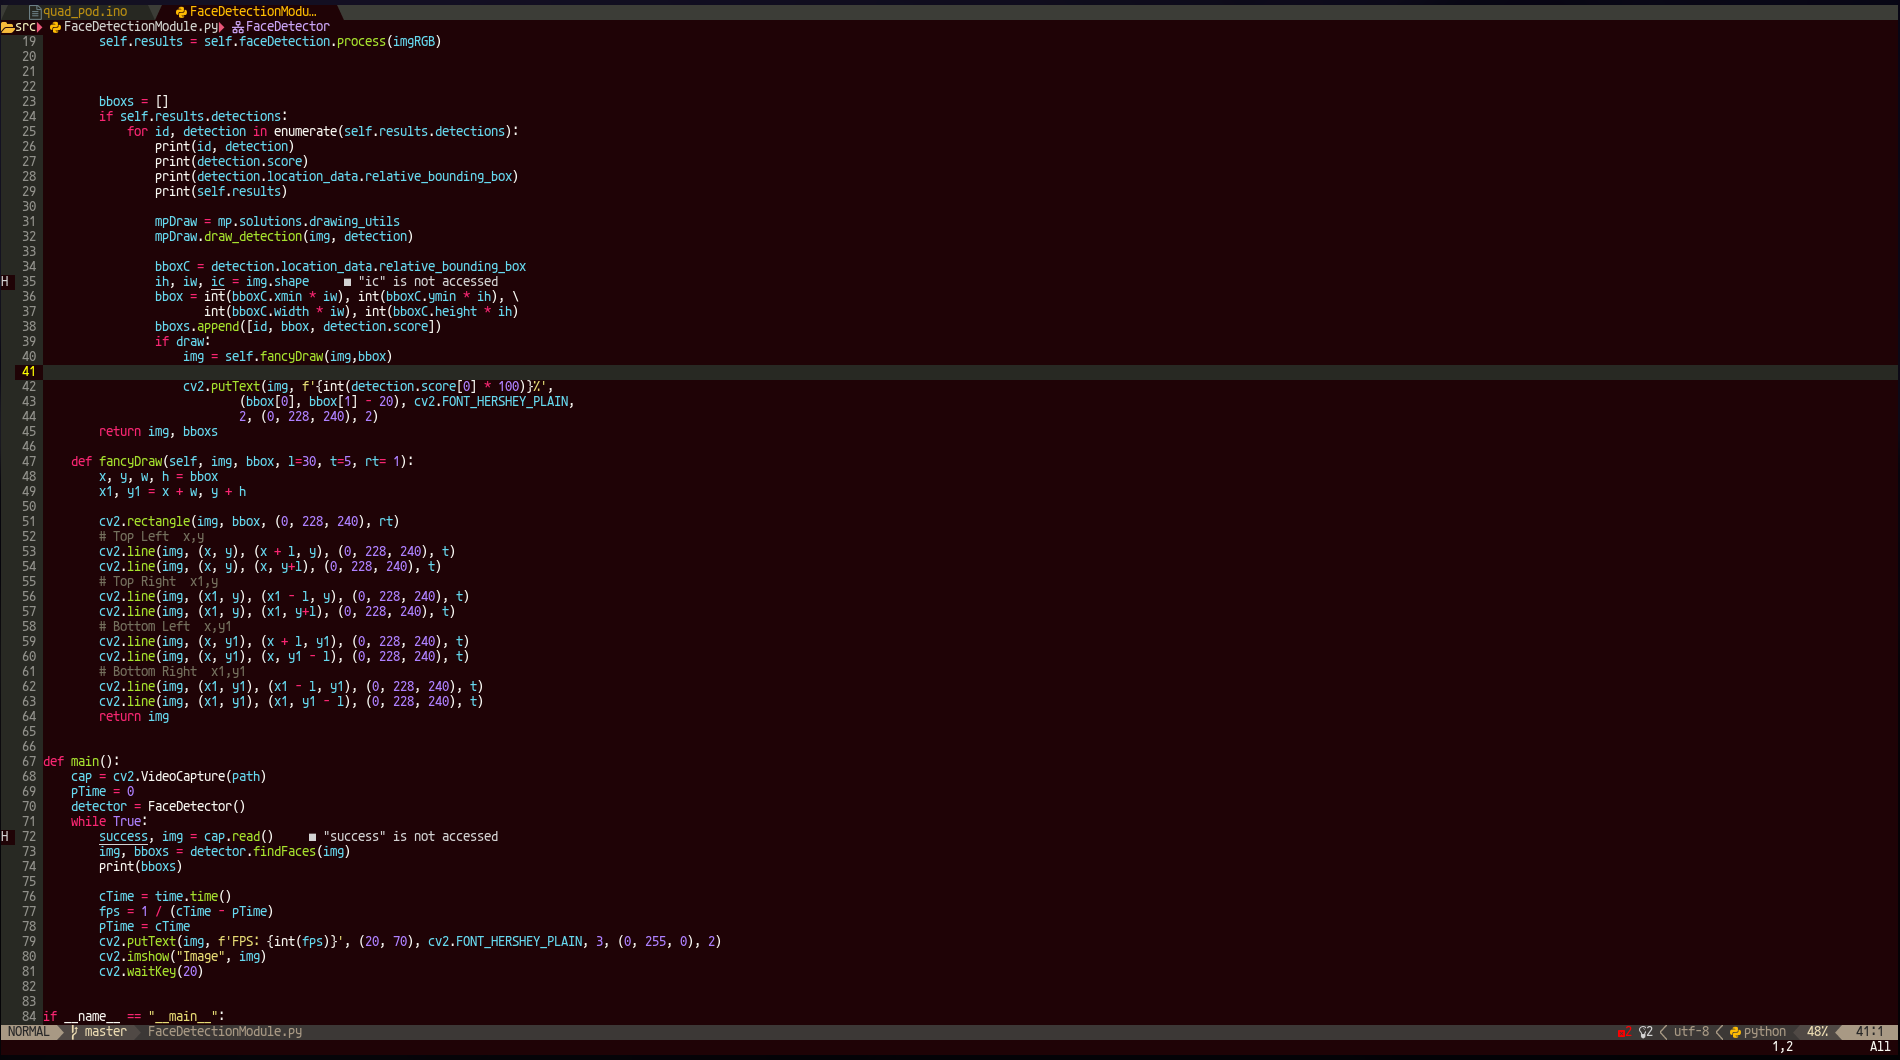 quad_pod.ino FaceDetectionModu…
src FaceDetectionModule.py FaceDetector
19 self.results = self.faceDetection.process(imgRGB)
20
21
22
23 bboxs = []
24 if self.results.detections:
25 for id, detection in enumerate(self.results.detections):
26 print(id, detection)
27 print(detection.score)
28 print(detection.location_data.relative_bounding_box)
29 print(self.results)
30
31 mpDraw = mp.solutions.drawing_utils
32 mpDraw.draw_detection(img, detection)
33
34 bboxC = detection.location_data.relative_bounding_box
H 35 ih, iw, ic = img.shape ■ "ic" is not accessed
36 bbox = int(bboxC.xmin * iw), int(bboxC.ymin * ih), \
37 int(bboxC.width * iw), int(bboxC.height * ih)
38 bboxs.append([id, bbox, detection.score])
39 if draw:
40 img = self.fancyDraw(img,bbox)
41
42 cv2.putText(img, f'{int(detection.score[0] * 100)}%',
43 (bbox[0], bbox[1] - 20), cv2.FONT_HERSHEY_PLAIN,
44 2, (0, 228, 240), 2)
45 return img, bboxs
46
47 def fancyDraw(self, img, bbox, l=30, t=5, rt= 1):
48 x, y, w, h = bbox
49 x1, y1 = x + w, y + h
50
51 cv2.rectangle(img, bbox, (0, 228, 240), rt)
52 # Top Left x,y
53 cv2.line(img, (x, y), (x + l, y), (0, 228, 240), t)
54 cv2.line(img, (x, y), (x, y+l), (0, 228, 240), t)
55 # Top Right x1,y
56 cv2.line(img, (x1, y), (x1 - l, y), (0, 228, 240), t)
57 cv2.line(img, (x1, y), (x1, y+l), (0, 228, 240), t)
58 # Bottom Left x,y1
59 cv2.line(img, (x, y1), (x + l, y1), (0, 228, 240), t)
60 cv2.line(img, (x, y1), (x, y1 - l), (0, 228, 240), t)
61 # Bottom Right x1,y1
62 cv2.line(img, (x1, y1), (x1 - l, y1), (0, 228, 240), t)
63 cv2.line(img, (x1, y1), (x1, y1 - l), (0, 228, 240), t)
64 return img
65
66
67 def main():
68 cap = cv2.VideoCapture(path)
69 pTime = 0
70 detector = FaceDetector()
71 while True:
H 72 success, img = cap.read() ■ "success" is not accessed
73 img, bboxs = detector.findFaces(img)
74 print(bboxs)
75
76 cTime = time.time()
77 fps = 1 / (cTime - pTime)
78 pTime = cTime
79 cv2.putText(img, f'FPS: {int(fps)}', (20, 70), cv2.FONT_HERSHEY_PLAIN, 3, (0, 255, 0), 2)
80 cv2.imshow("Image", img)
81 cv2.waitKey(20)
82
83
84 if __name__ == "__main__":
NORMAL master FaceDetectionModule.py 2 2 utf-8 python 48% 41:1
1,2 All